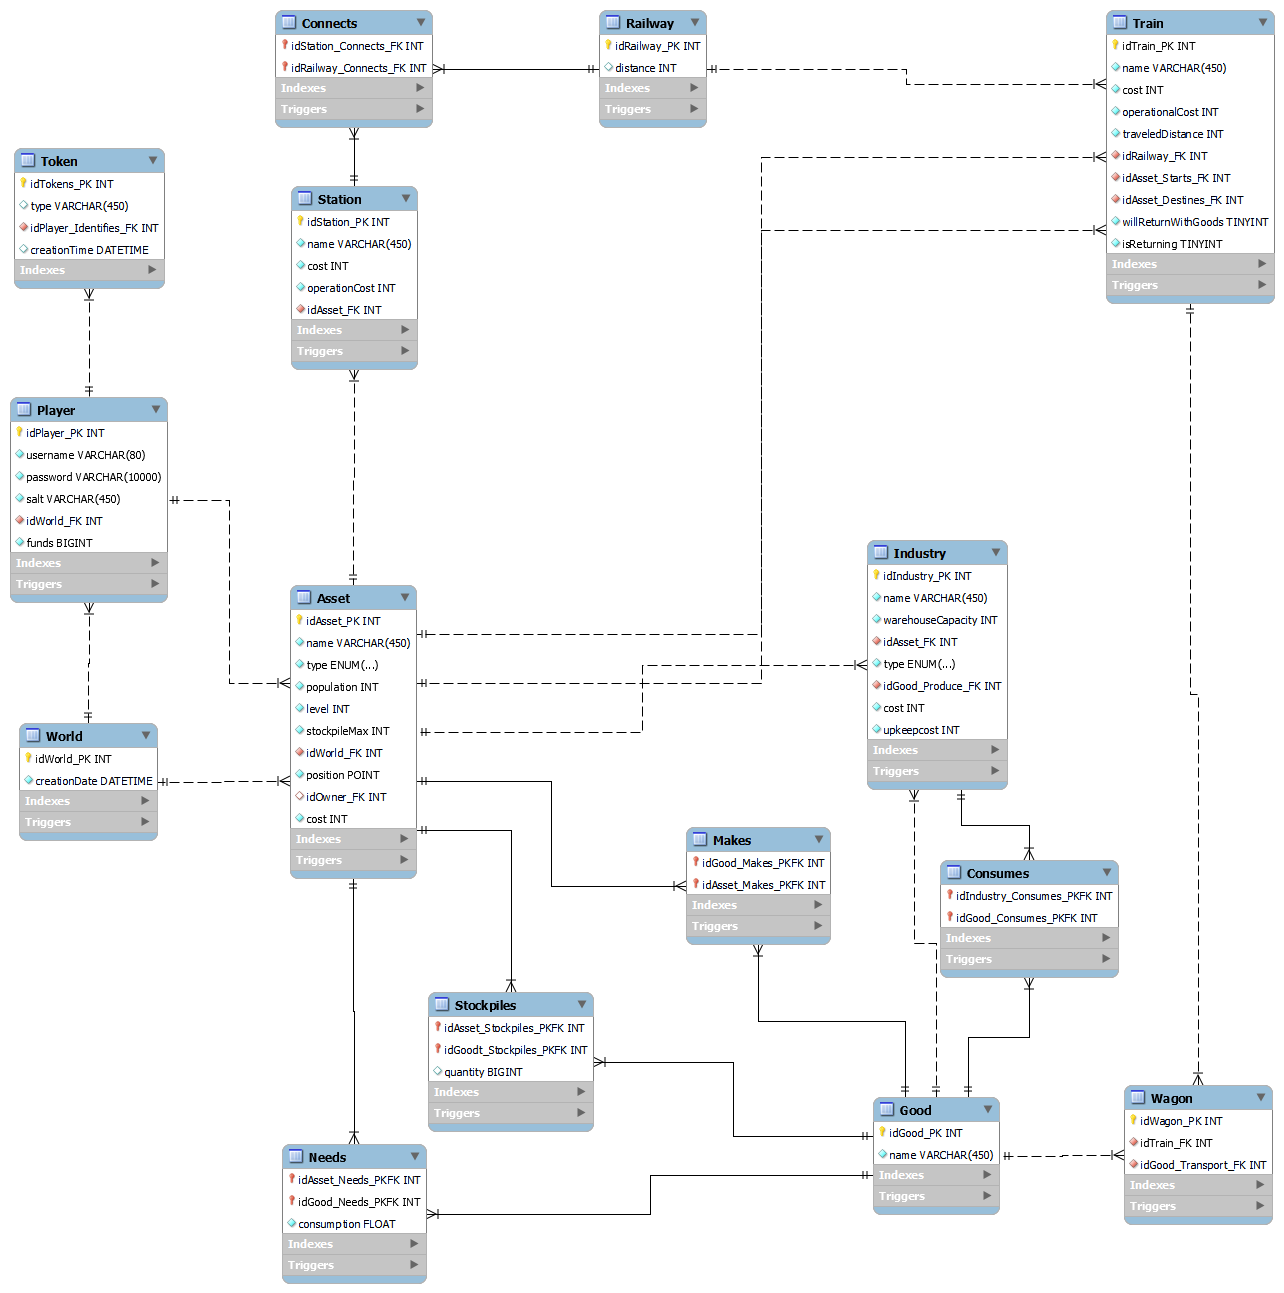 Connects
idStation_Connects_FK INT
idRailway_Connects_FK INT
Indexes
Triggers
Railway
idRailway_PK INT
distance INT
Indexes
Triggers
Train
idTrain_PK INT
name VARCHAR(450)
cost INT
operationalCost INT
traveledDistance INT
idRailway_FK INT
idAsset_Starts_FK INT
idAsset_Destines_FK INT
willReturnWithGoods TINYINT
isReturning TINYINT
Indexes
Triggers
Token
idTokens_PK INT
type VARCHAR(450)
idPlayer_Identifies_FK INT
creationTime DATETIME
Indexes
Station
idStation_PK INT
name VARCHAR(450)
cost INT
operationCost INT
idAsset_FK INT
Indexes
Triggers
Player
idPlayer_PK INT
username VARCHAR(80)
password VARCHAR(10000)
salt VARCHAR(450)
idWorld_FK INT
funds BIGINT
Indexes
Triggers
Industry
idIndustry_PK INT
name VARCHAR(450)
warehouseCapacity INT
idAsset_FK INT
type ENUM(...)
idGood_Produce_FK INT
cost INT
upkeepcost INT
Indexes
Triggers
Asset
idAsset_PK INT
name VARCHAR(450)
type ENUM(...)
population INT
level INT
stockpileMax INT
idWorld_FK INT
position POINT
idOwner_FK INT
cost INT
Indexes
Triggers
World
idWorld_PK INT
creationDate DATETIME
Indexes
Triggers
Makes
idGood_Makes_PKFK INT
idAsset_Makes_PKFK INT
Indexes
Triggers
Consumes
idIndustry_Consumes_PKFK INT
idGood_Consumes_PKFK INT
Indexes
Triggers
Stockpiles
idAsset_Stockpiles_PKFK INT
idGoodt_Stockpiles_PKFK INT
quantity BIGINT
Indexes
Triggers
Good
idGood_PK INT
name VARCHAR(450)
Indexes
Triggers
Wagon
idWagon_PK INT
idTrain_FK INT
idGood_Transport_FK INT
Indexes
Triggers
Needs
idAsset_Needs_PKFK INT
idGood_Needs_PKFK INT
consumption FLOAT
Indexes
Triggers